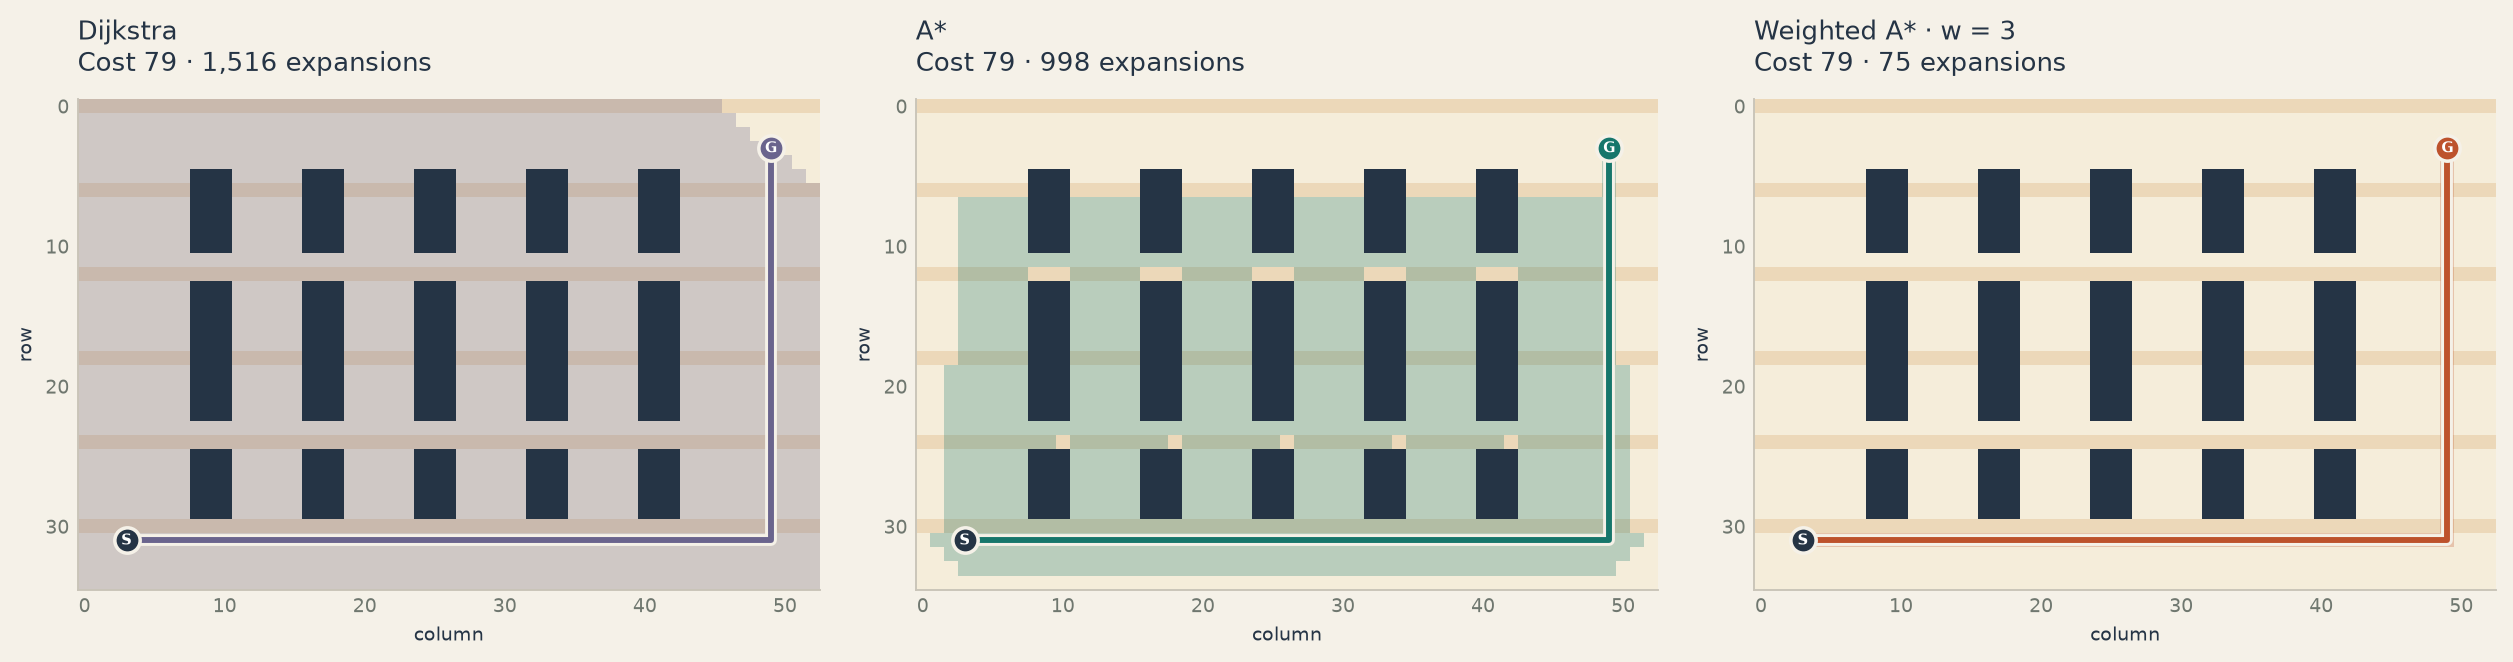 Dijkstra
Cost 79 · 1,516 expansions
0
10
20
30
row
S
G
0
10
20
30
40
50
column
A*
Cost 79 · 998 expansions
0
10
20
30
row
S
G
0
10
20
30
40
50
column
Weighted A* · w = 3
Cost 79 · 75 expansions
0
10
20
30
row
S
G
0
10
20
30
40
50
column